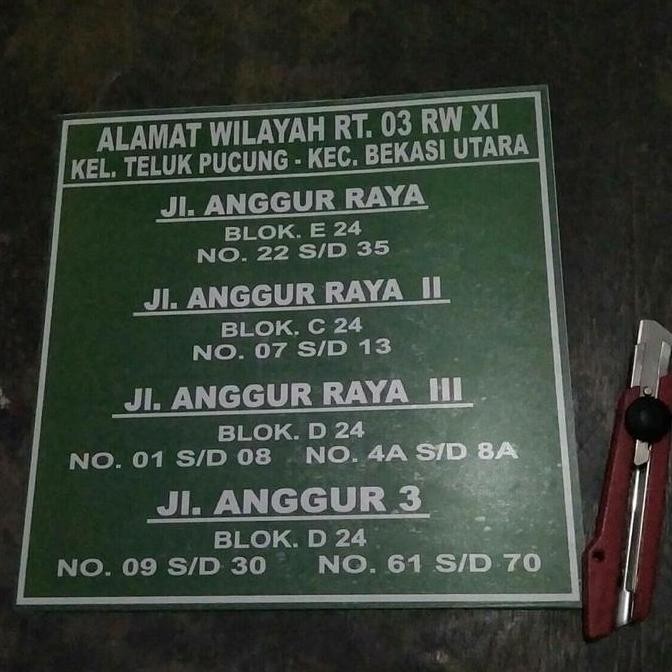 ALAMAT WILAYAH RT. 03 RW XI
KEL. TELUK PUCUNG - KEC. BEKASI UTARA
Jl. ANGGUR RAYA
BLOK. E 24
NO. 22 S/D 35
Jl. ANGGUR RAYA II
BLOK. C 24
NO. 07 S/D 13
Jl. ANGGUR RAYA III
BLOK. D 24
NO. 01 S/D 08 NO. 4A S/D 8A
Jl. ANGGUR 3
BLOK. D 24
NO. 09 S/D 30 NO. 61 S/D 70